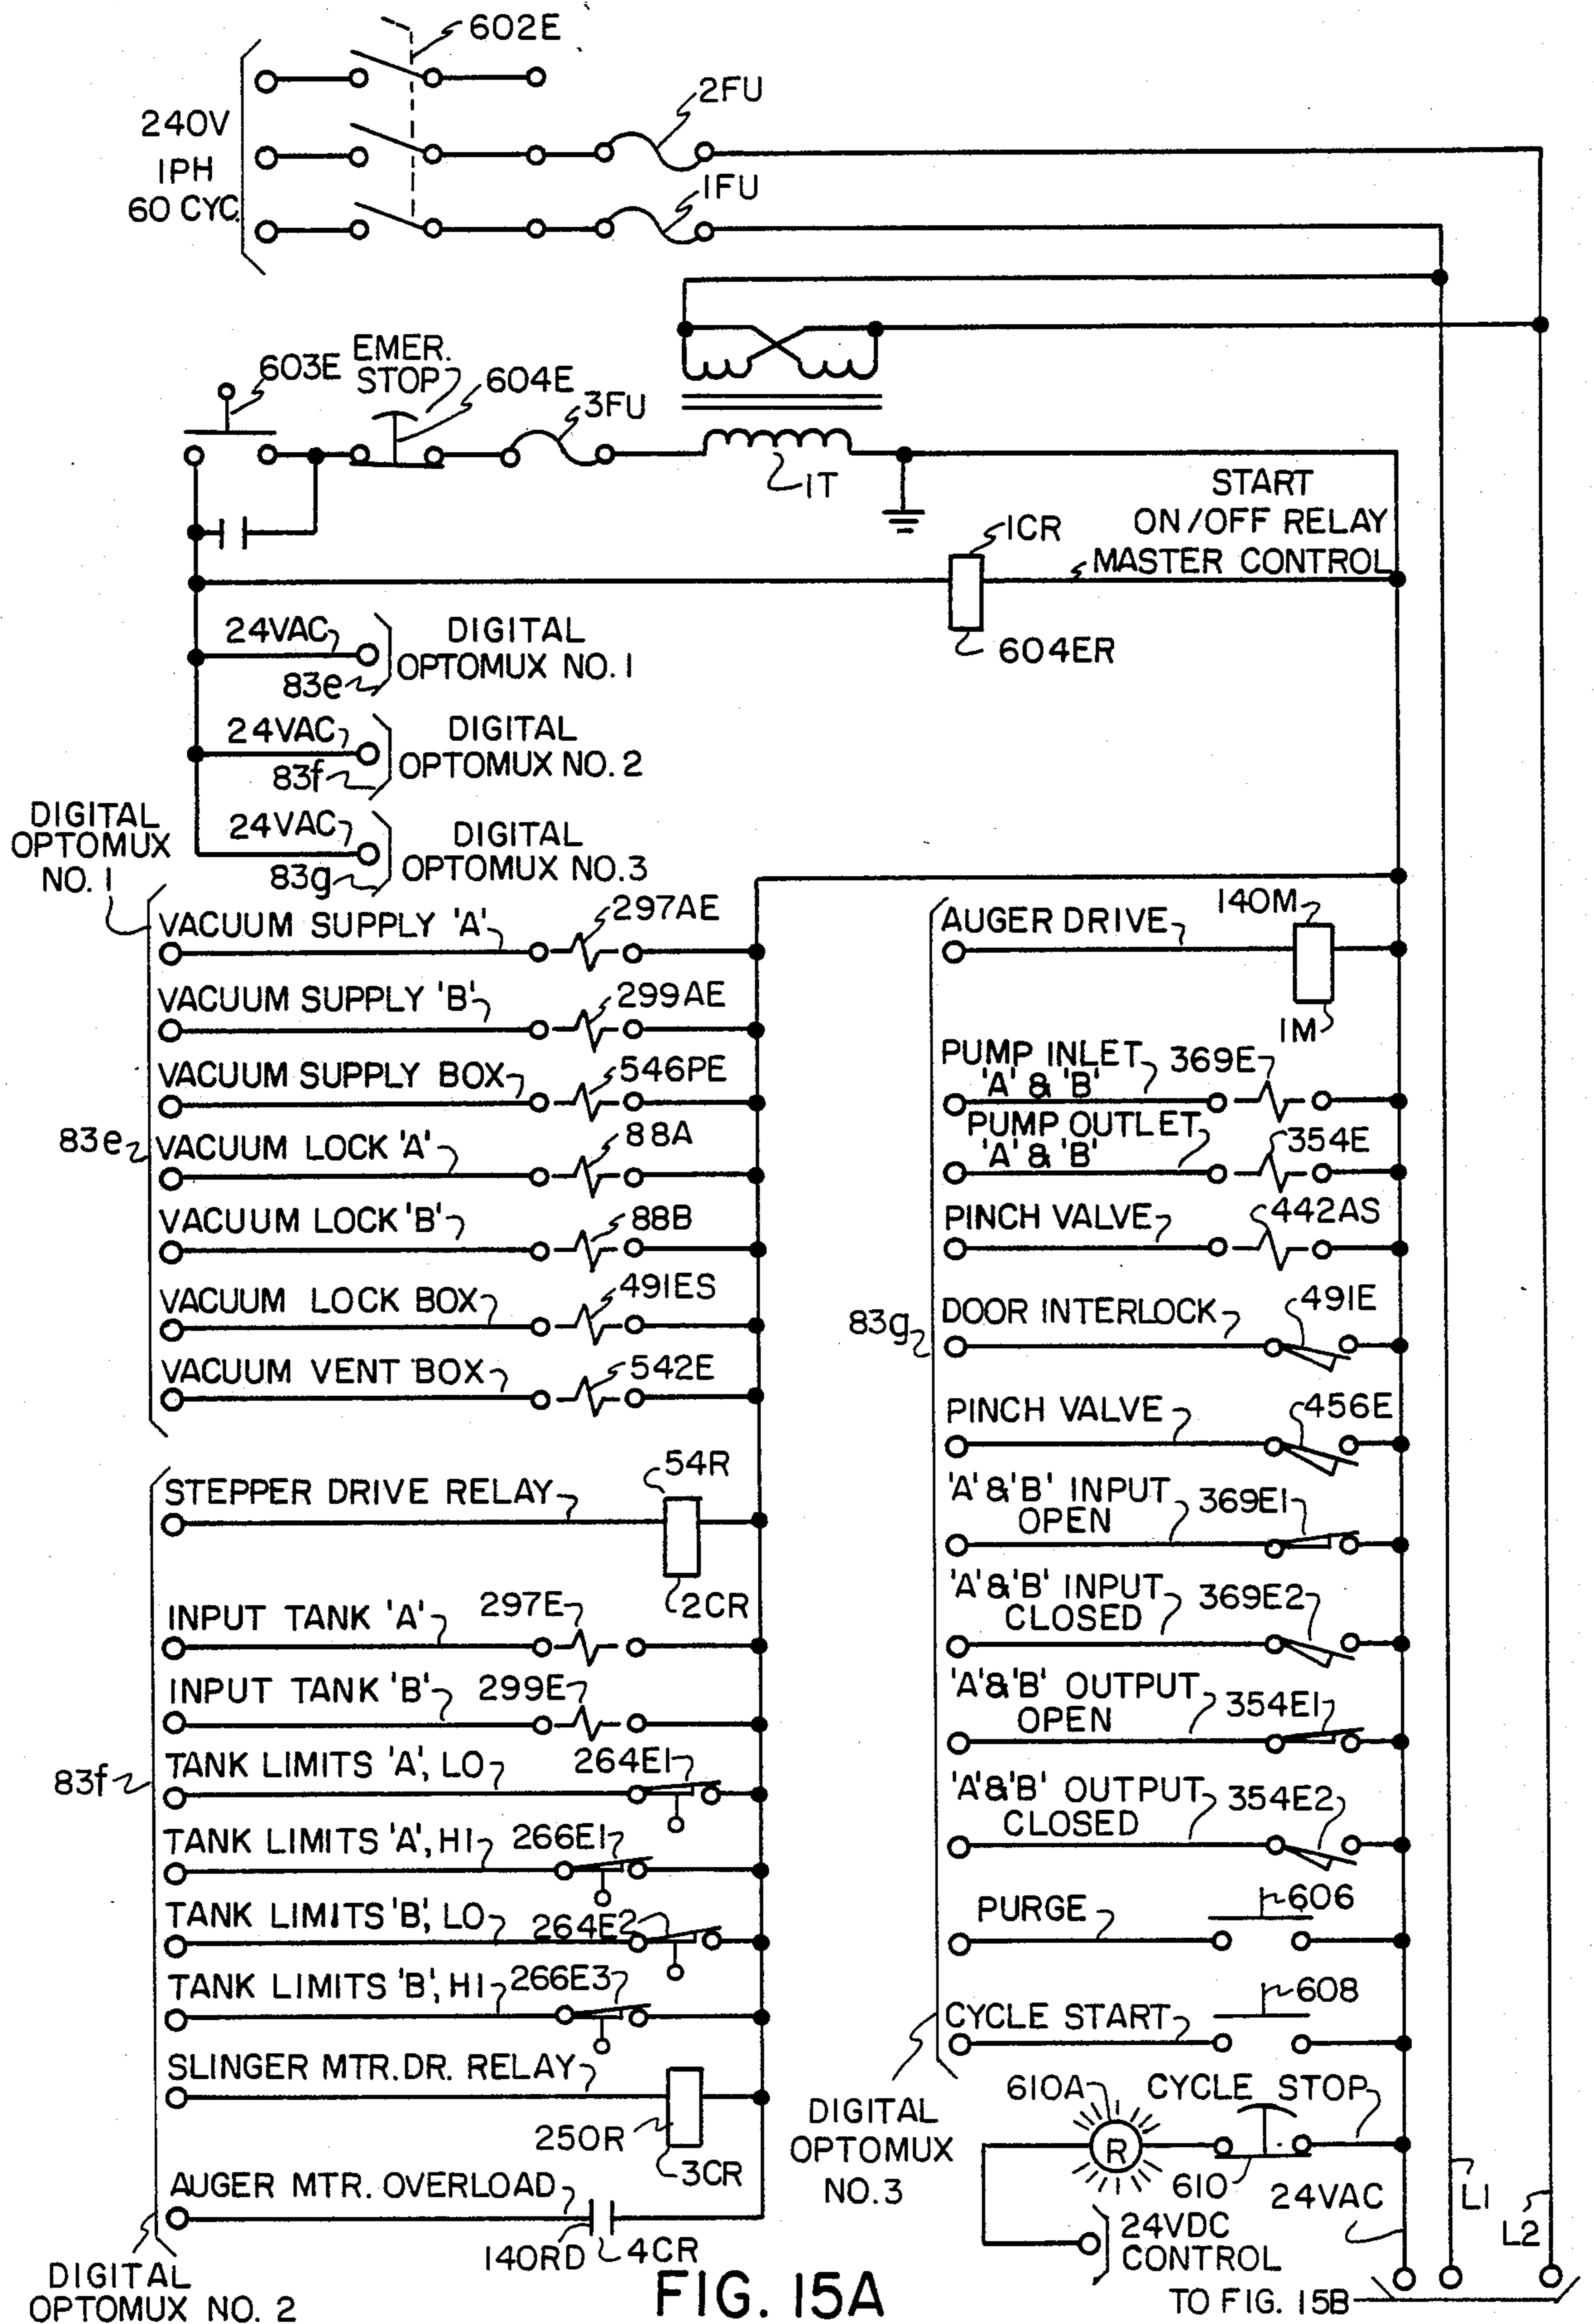 602E
240V
1PH
60 CYC.
2FU
1FU
603E
EMER.
STOP
604E
3FU
1T
START
ON/OFF RELAY
MASTER CONTROL
1CR
604ER
24VAC
83e
DIGITAL
OPTOMUX NO. 1
24VAC
83f
DIGITAL
OPTOMUX NO. 2
24VAC
83g
DIGITAL
OPTOMUX NO.3
DIGITAL
OPTOMUX
NO. 1
83e
VACUUM SUPPLY 'A'
297AE
VACUUM SUPPLY 'B'
299AE
VACUUM SUPPLY BOX
546PE
VACUUM LOCK 'A'
88A
VACUUM LOCK 'B'
88B
VACUUM LOCK BOX
491ES
VACUUM VENT BOX
542E
83f
STEPPER DRIVE RELAY
54R
2CR
INPUT TANK 'A'
297E
INPUT TANK 'B'
299E
TANK LIMITS 'A', LO
264E1
TANK LIMITS 'A', HI
266E1
TANK LIMITS 'B', LO
264E2
TANK LIMITS 'B', HI
266E3
SLINGER MTR. DR. RELAY
250R
3CR
AUGER MTR. OVERLOAD
140RD
4CR
DIGITAL
OPTOMUX NO. 2
83g
AUGER DRIVE
140M
1M
PUMP INLET
'A' & 'B'
369E
PUMP OUTLET
'A' & 'B'
354E
PINCH VALVE
442AS
DOOR INTERLOCK
491E
PINCH VALVE
456E
'A'&'B' INPUT
OPEN
369E1
'A'&'B' INPUT
CLOSED
369E2
'A'&'B' OUTPUT
OPEN
354E1
'A'&'B' OUTPUT
CLOSED
354E2
PURGE
606
CYCLE START
608
DIGITAL
OPTOMUX
NO.3
610A
R
CYCLE STOP
610
24VDC
CONTROL
24VAC
L1
L2
TO FIG. 15B
FIG. 15A